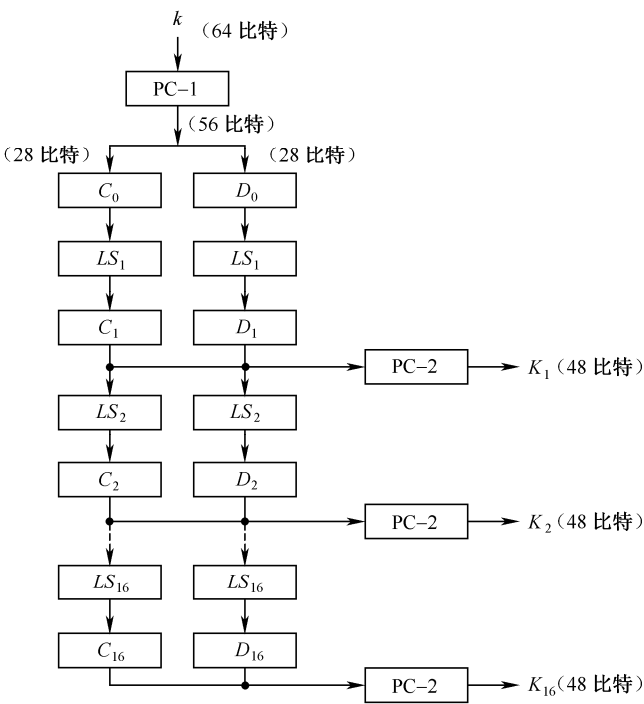 k
（64 比特）
PC–1
（56 比特）
（28 比特） （28 比特）
C₀ D₀
LS₁ LS₁
C₁ D₁
PC–2 K₁（48 比特）
LS₂ LS₂
C₂ D₂
PC–2 K₂（48 比特）
LS₁₆ LS₁₆
C₁₆ D₁₆
PC–2 K₁₆（48 比特）